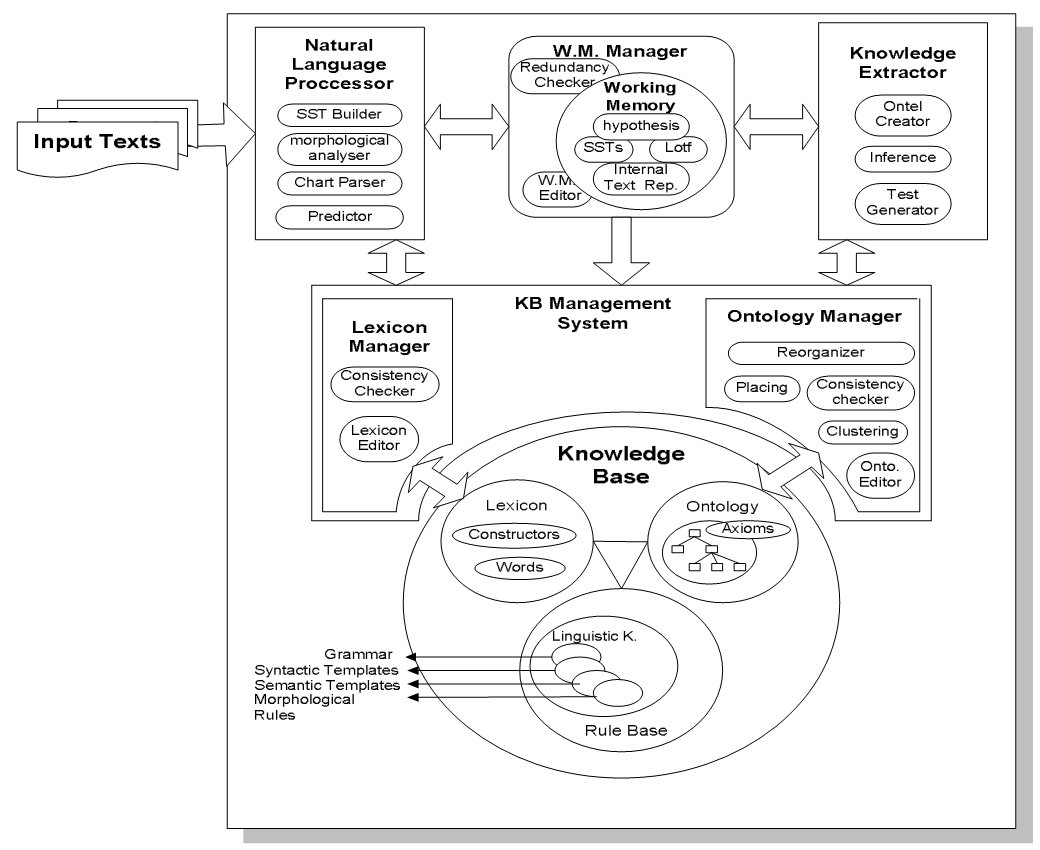 Natural
Language
Proccessor
SST Builder
morphological
analyser
Chart Parser
Predictor
Input Texts
W.M. Manager
Redundancy
Checker
Working
Memory
hypothesis
SSTs
Lotf
Internal
Text Rep.
W.M.
Editor
Knowledge
Extractor
Ontel
Creator
Inference
Test
Generator
KB Management
System
Lexicon
Manager
Consistency
Checker
Lexicon
Editor
Ontology Manager
Reorganizer
Placing
Consistency
checker
Clustering
Onto.
Editor
Knowledge
Base
Lexicon
Constructors
Words
Ontology
Axioms
Linguistic K.
Rule Base
Grammar
Syntactic Templates
Semantic Templates
Morphological
Rules